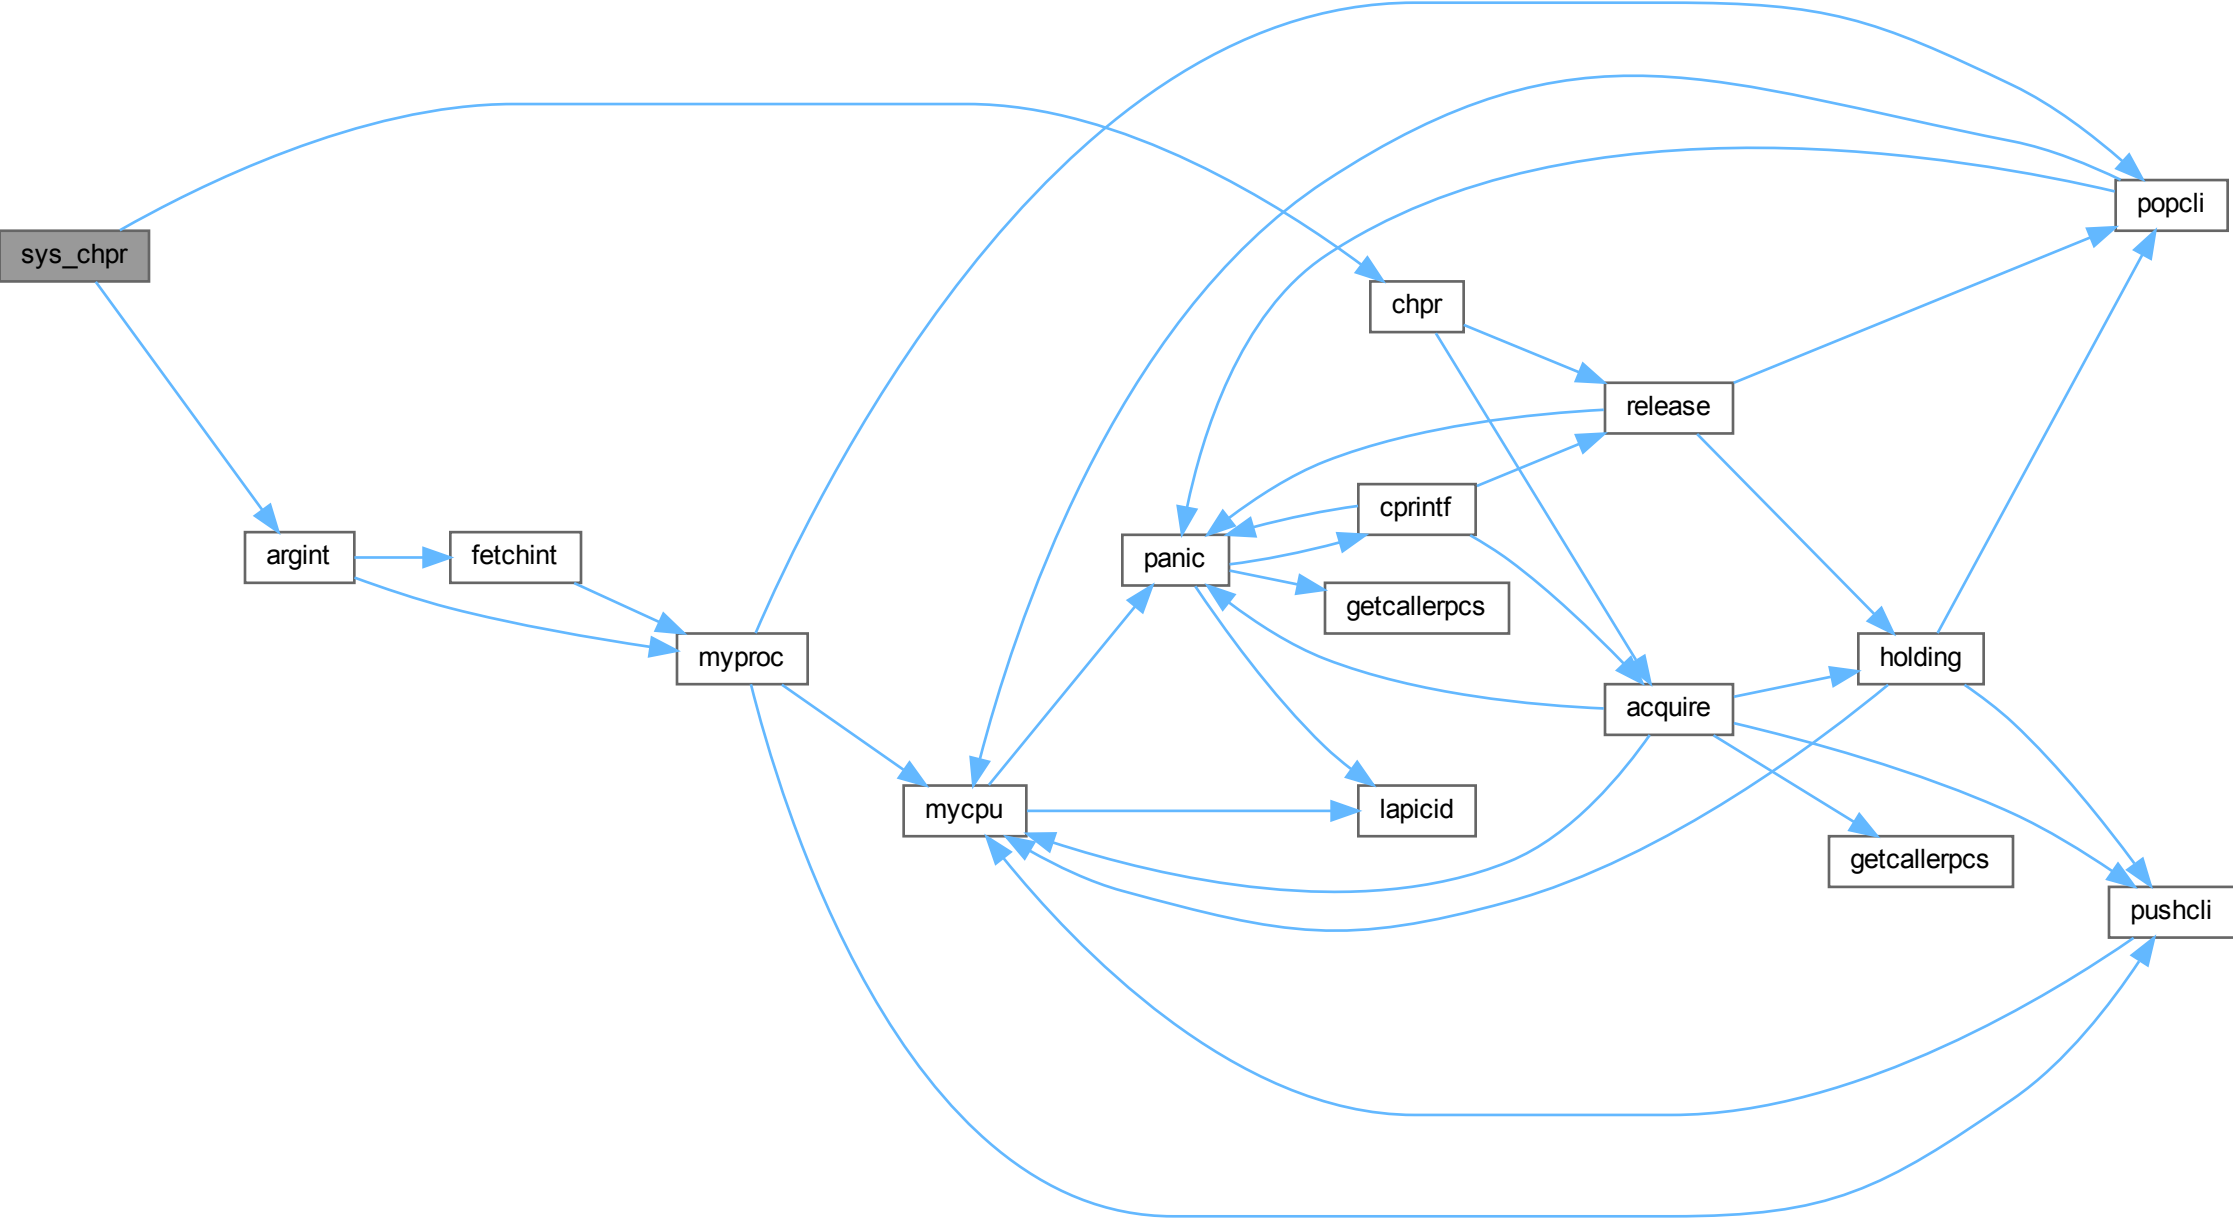 sys_chpr
argint
fetchint
myproc
mycpu
panic
chpr
cprintf
getcallerpcs
lapicid
release
acquire
holding
getcallerpcs
popcli
pushcli